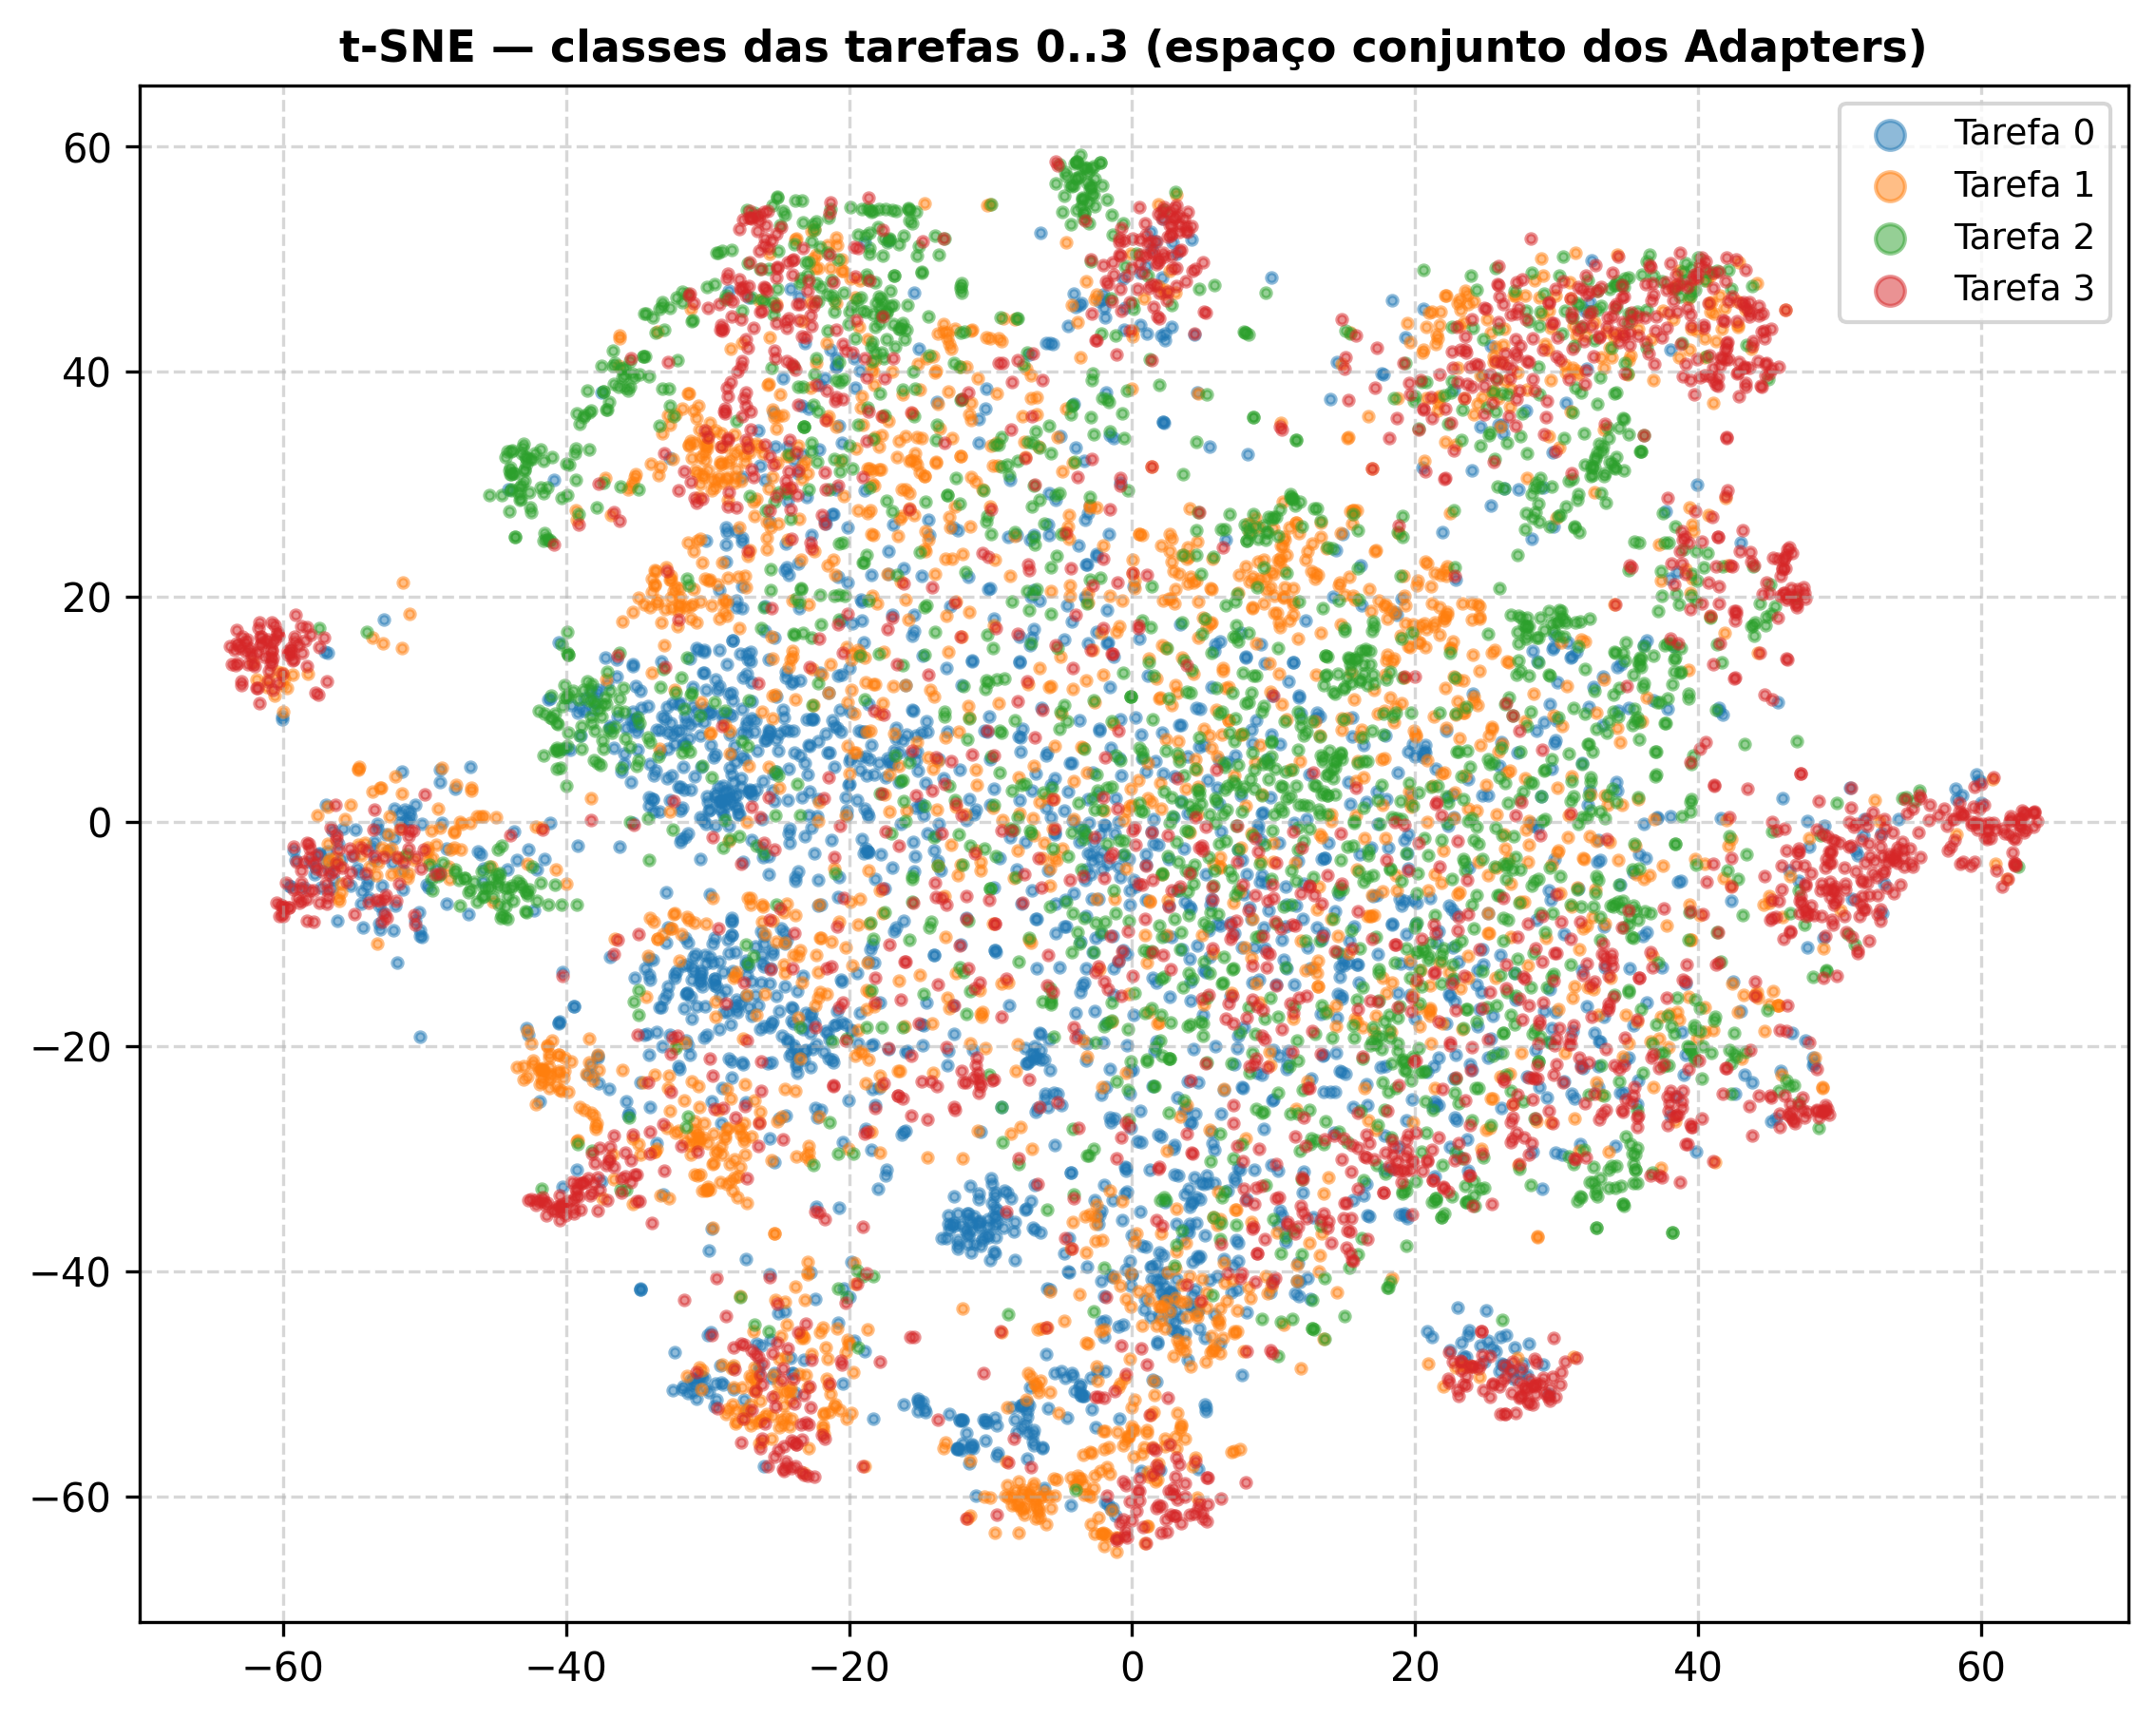 t-SNE — classes das tarefas 0..3 (espaço conjunto dos Adapters)
Tarefa 0
Tarefa 1
Tarefa 2
Tarefa 3
60
40
20
0
−20
−40
−60
−60 −40 −20 0 20 40 60